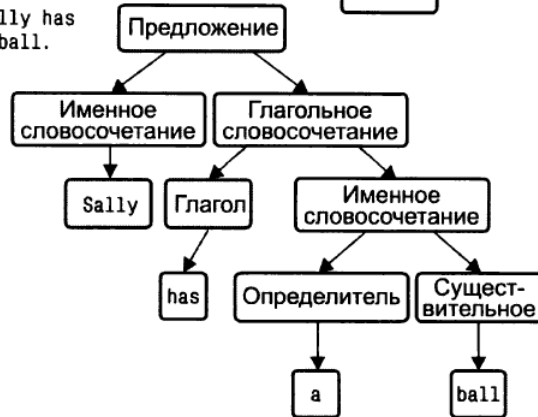 lly has
ball.
Предложение
Именное
словосочетание
Глагольное
словосочетание
Sally
Глагол
Именное
словосочетание
has
Определитель
Сущест-
вительное
a
ball